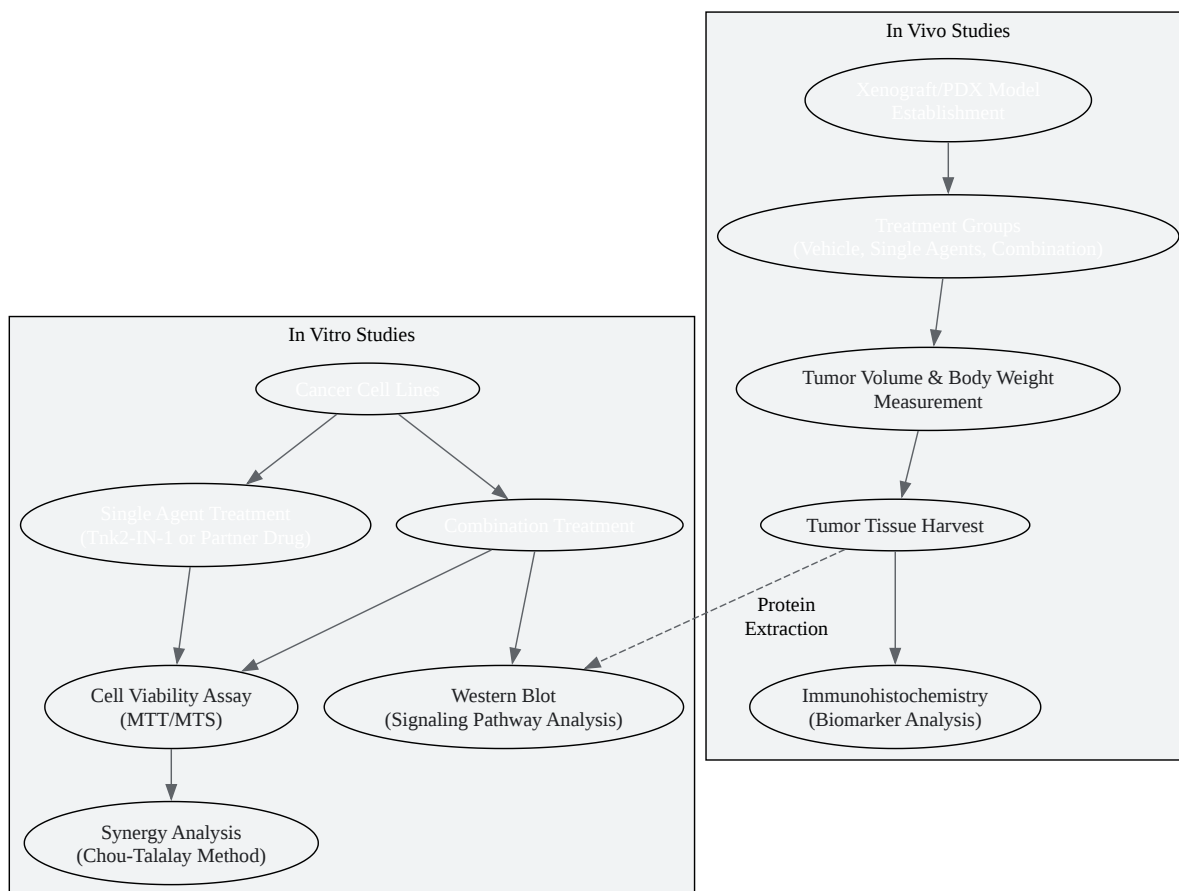 In Vivo Studies
Xenograft/PDX Model
Establishment
Treatment Groups
(Vehicle, Single Agents, Combination)
Tumor Volume & Body Weight
Measurement
Tumor Tissue Harvest
Protein
Extraction
Immunohistochemistry
(Biomarker Analysis)
In Vitro Studies
Cancer Cell Lines
Single Agent Treatment
(Tnk2-IN-1 or Partner Drug)
Combination Treatment
Cell Viability Assay
(MTT/MTS)
Western Blot
(Signaling Pathway Analysis)
Synergy Analysis
(Chou-Talalay Method)